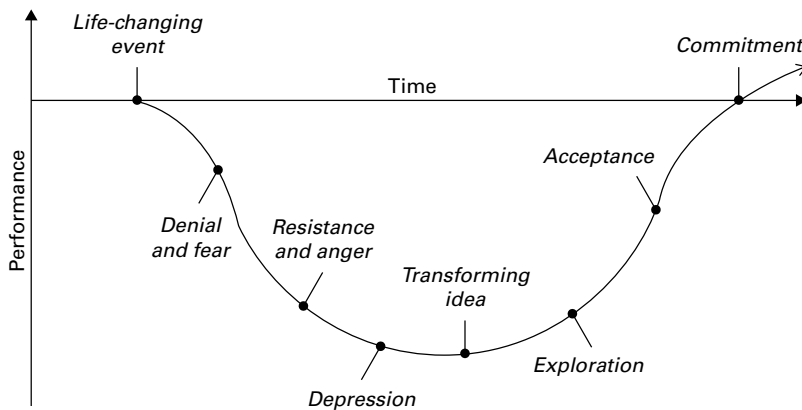 Life-changing
event
Commitment
Time
Acceptance
Performance
Denial
and fear
Resistance
and anger
Transforming
idea
Exploration
Depression